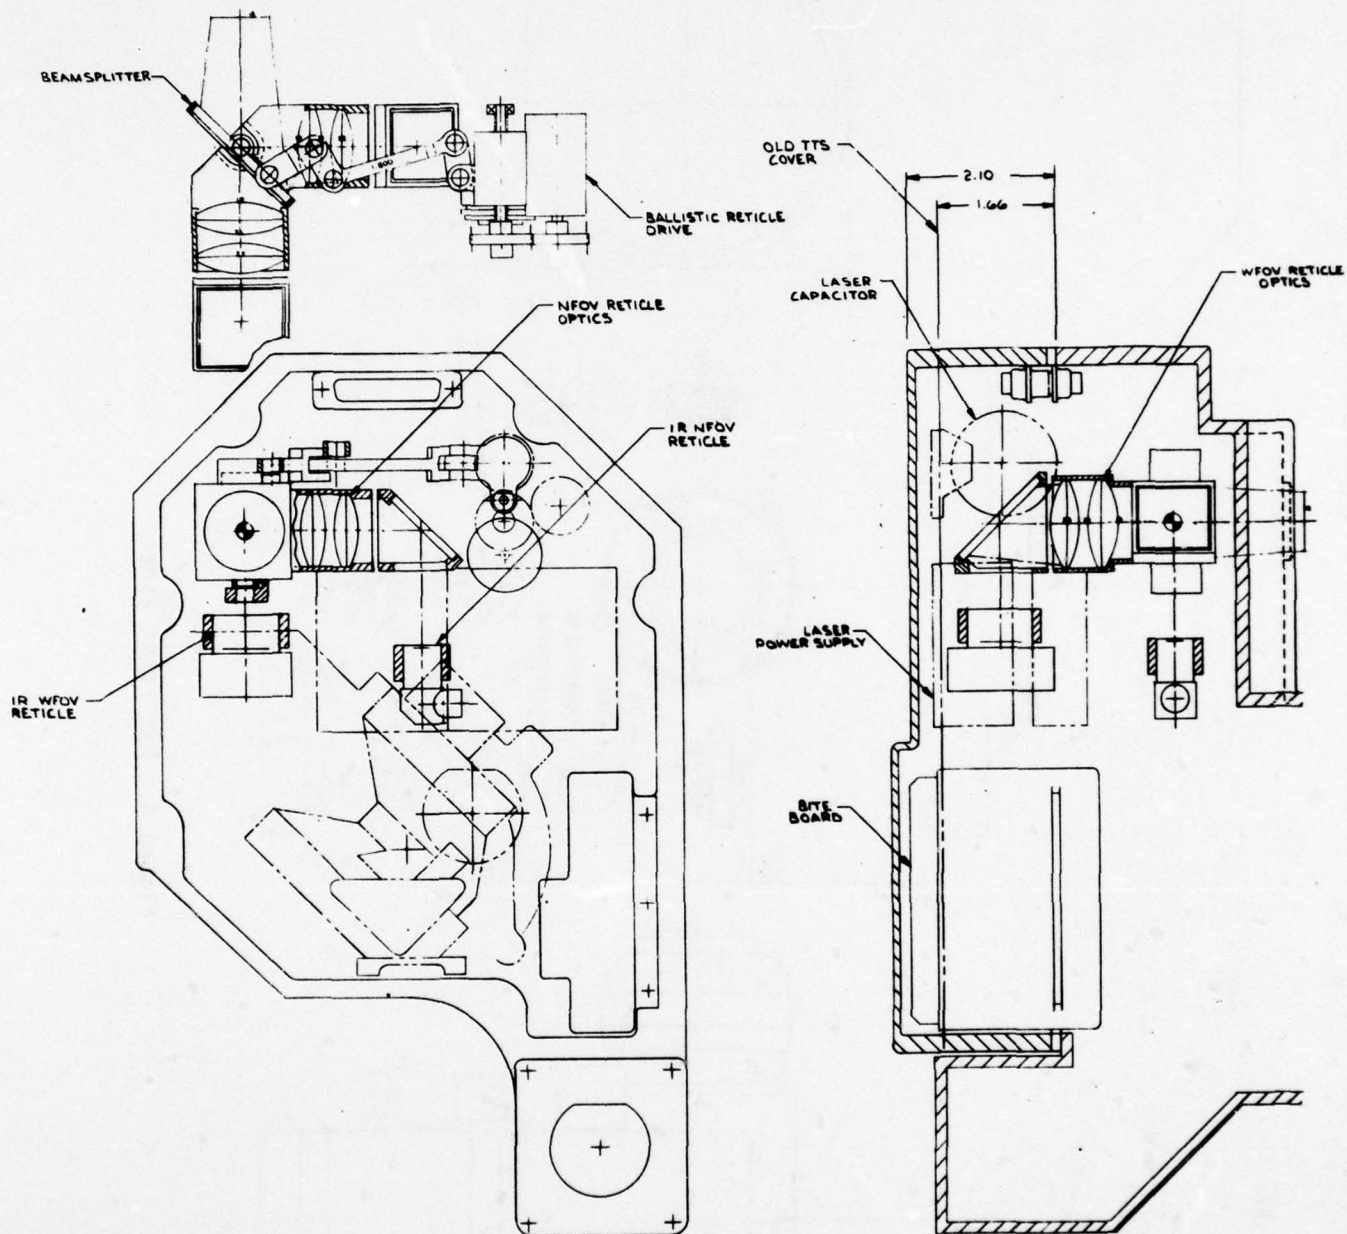 BEAMSPLITTER
.800
BALLISTIC RETICLE
DRIVE
NFOV RETICLE
OPTICS
IR NFOV
RETICLE
IR WFOV
RETICLE
OLD TTS
COVER
2.10
1.66
LASER
CAPACITOR
WFOV RETICLE
OPTICS
LASER
POWER SUPPLY
BITE
BOARD